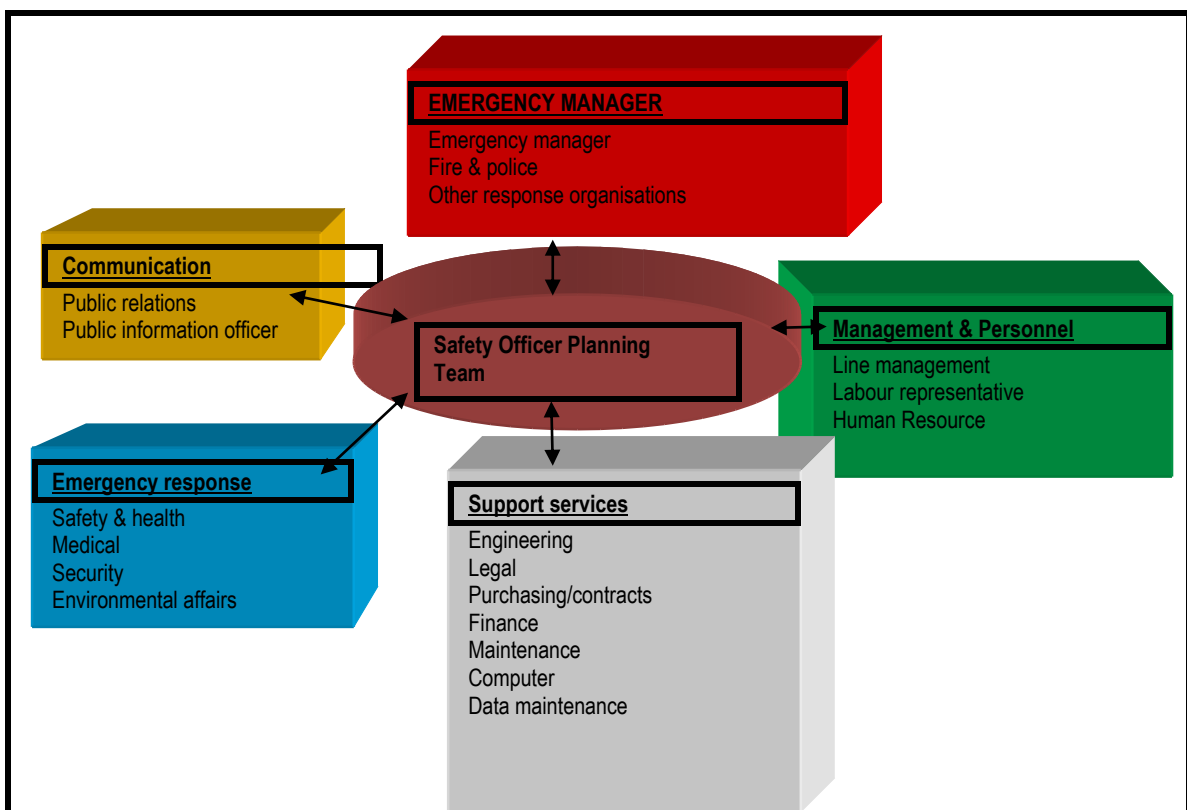 EMERGENCY MANAGER
Emergency manager
Fire & police
Other response organisations
Communication
Public relations
Public information officer
Safety Officer Planning
Team
Management & Personnel
Line management
Labour representative
Human Resource
Emergency response
Safety & health
Medical
Security
Environmental affairs
Support services
Engineering
Legal
Purchasing/contracts
Finance
Maintenance
Computer
Data maintenance